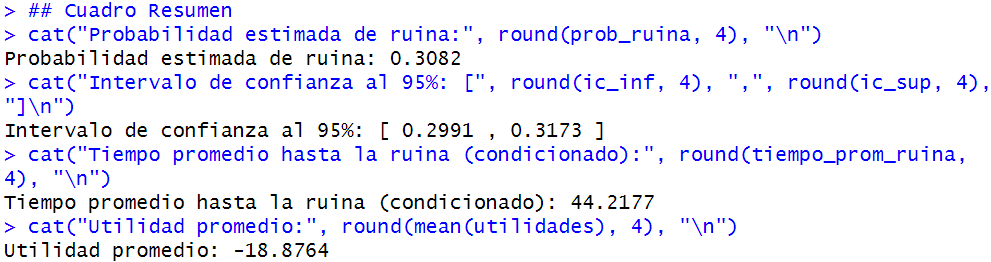 > ## Cuadro Resumen
> cat("Probabilidad estimada de ruina:", round(prob_ruina, 4), "\n")
Probabilidad estimada de ruina: 0.3082
> cat("Intervalo de confianza al 95%: [", round(ic_inf, 4), ",", round(ic_sup, 4),
"]\n")
Intervalo de confianza al 95%: [ 0.2991 , 0.3173 ]
> cat("Tiempo promedio hasta la ruina (condicionado):", round(tiempo_prom_ruina,
4), "\n")
Tiempo promedio hasta la ruina (condicionado): 44.2177
> cat("Utilidad promedio:", round(mean(utilidades), 4), "\n")
Utilidad promedio: -18.8764